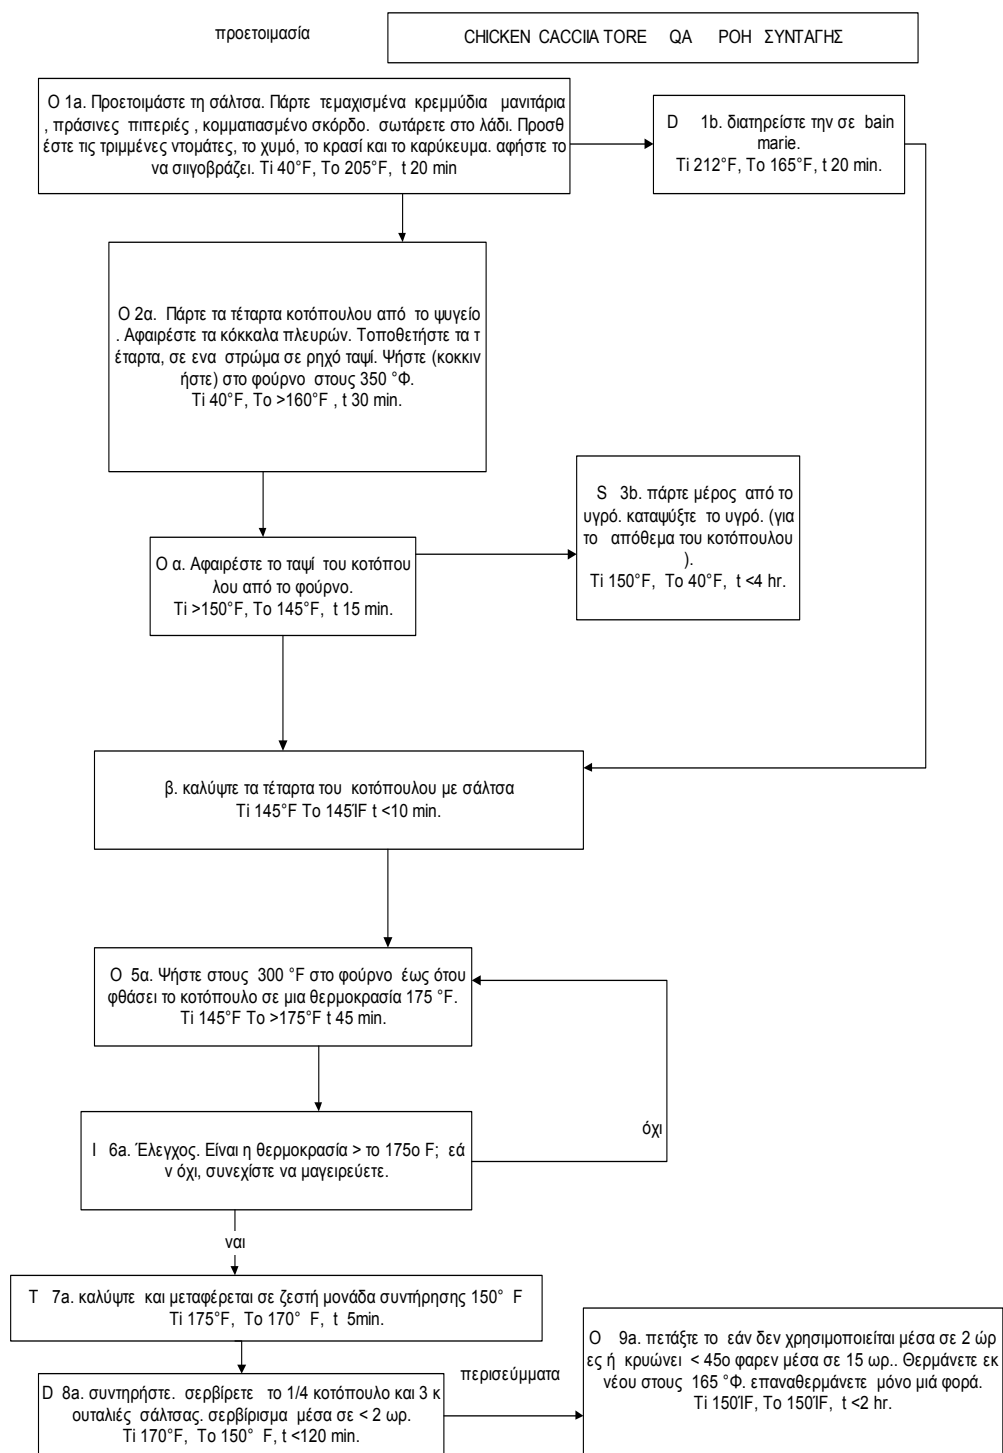 προετοιμασία
CHICKEN CACCIIA TORE QA ΡΟΗ ΣΥΝΤΑΓΗΣ
Ο 1a. Προετοιμάστε τη σάλτσα. Πάρτε τεμαχισμένα κρεμμύδια μανιτάρια
, πράσινες πιπεριές , κομματιασμένο σκόρδο. σωτάρετε στο λάδι. Προσθ
έστε τις τριμμένες ντομάτες, το χυμό, το κρασί και το καρύκευμα. αφήστε το
να σιιγοβράζει. Ti 40°F, To 205°F, t 20 min
D 1b. διατηρείστε την σε bain
marie.
Ti 212°F, To 165°F, t 20 min.
Ο 2α. Πάρτε τα τέταρτα κοτόπουλου από το ψυγείο
. Αφαιρέστε τα κόκκαλα πλευρών. Τοποθετήστε τα τ
έταρτα, σε ενα στρώμα σε ρηχό ταψί. Ψήστε (κοκκιν
ήστε) στο φούρνο στους 350 °Φ.
Ti 40°F, To >160°F , t 30 min.
S 3b. πάρτε μέρος από το
υγρό. καταψύξτε το υγρό. (για
το απόθεμα του κοτόπουλου
).
Ti 150°F, To 40°F, t <4 hr.
Ο α. Αφαιρέστε το ταψί του κοτόπου
λου από το φούρνο.
Ti >150°F, To 145°F, t 15 min.
β. καλύψτε τα τέταρτα του κοτόπουλου με σάλτσα
Ti 145°F To 145ΊF t <10 min.
Ο 5α. Ψήστε στους 300 °F στο φούρνο έως ότου
φθάσει το κοτόπουλο σε μια θερμοκρασία 175 °F.
Ti 145°F To >175°F t 45 min.
Ι 6a. Έλεγχος. Είναι η θερμοκρασία > το 175ο F; εά
ν όχι, συνεχίστε να μαγειρεύετε.
όχι
ναι
T 7a. καλύψτε και μεταφέρεται σε ζεστή μονάδα συντήρησης 150° F
Ti 175°F, To 170° F, t 5min.
D 8a. συντηρήστε. σερβίρετε το 1/4 κοτόπουλο και 3 κ
ουταλιές σάλτσας. σερβίρισμα μέσα σε < 2 ωρ.
Ti 170°F, To 150° F, t <120 min.
περισεύμματα
Ο 9a. πετάξτε το εάν δεν χρησιμοποιείται μέσα σε 2 ώρ
ες ή κρυώνει < 45ο φαρεν μέσα σε 15 ωρ.. Θερμάνετε εκ
νέου στους 165 °Φ. επαναθερμάνετε μόνο μιά φορά.
Ti 150ΊF, To 150ΊF, t <2 hr.